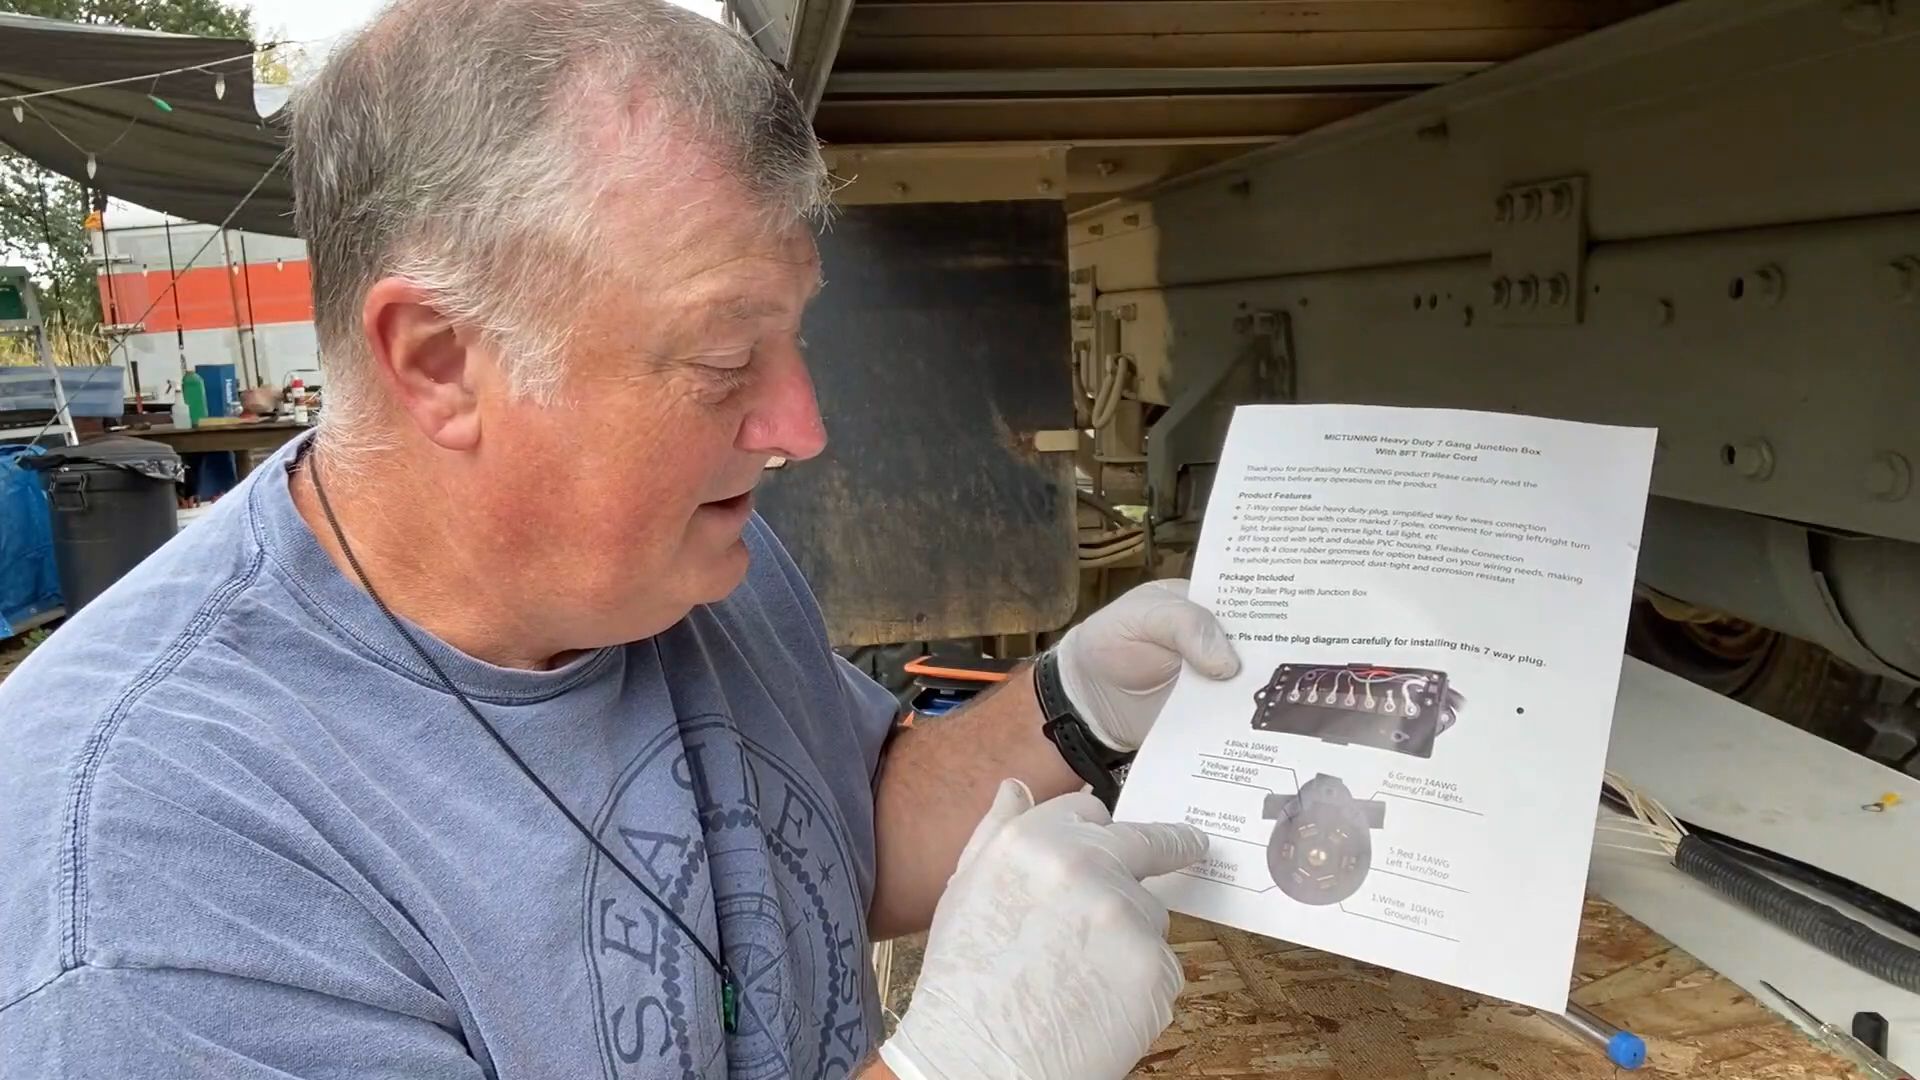 MICTUNING Heavy Duty 7 Gang Junction Box
With 8FT Trailer Cord
Thank you for purchasing MICTUNING product! Please carefully read the
instructions before any operations on the product.
Product Features
7-Way copper blade heavy duty plug, simplified way for wires connection
Sturdy junction box with color marked 7-poles, convenient for wiring left/right turn
light, brake signal lamp, reverse light, tail light, etc
8FT long cord with soft and durable PVC housing, Flexible Connection
4 open & 4 close rubber grommets for option based on your wiring needs, making
the whole junction box waterproof, dust-tight and corrosion resistant
Package Included
1 x 7-Way Trailer Plug with Junction Box
4 x Open Grommets
4 x Close Grommets
Pls read the plug diagram carefully for installing this 7 way plug.
4.Black 10AWG
12(+)/Auxiliary
7.Yellow 14AWG
Reverse Lights
3.Brown 14AWG
Right turn/Stop
12AWG
Brakes
6.Green 14AWG
Running/Tail Lights
5.Red 14AWG
Left Turn/Stop
1.White 10AWG
Ground(-)
SEA